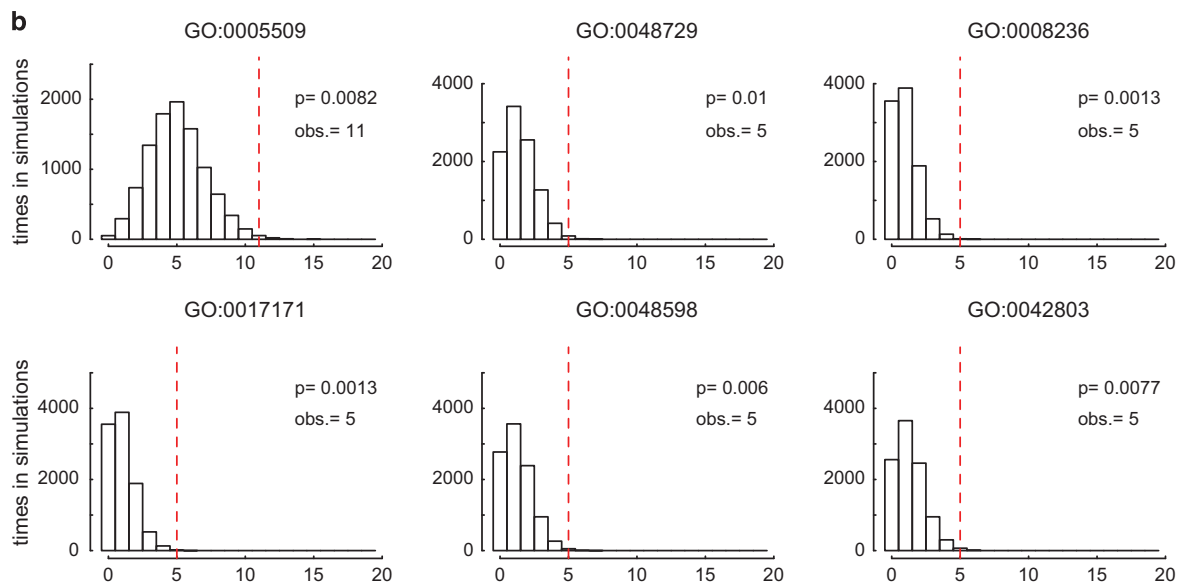 b
GO:0005509
GO:0048729
GO:0008236
times in simulations
2000
1000
0
p= 0.0082
obs.= 11
0 5 10 15 20
4000
2000
0
p= 0.01
obs.= 5
0 5 10 15 20
4000
2000
0
p= 0.0013
obs.= 5
0 5 10 15 20
GO:0017171
GO:0048598
GO:0042803
times in simulations
4000
2000
0
p= 0.0013
obs.= 5
0 5 10 15 20
4000
2000
0
p= 0.006
obs.= 5
0 5 10 15 20
4000
2000
0
p= 0.0077
obs.= 5
0 5 10 15 20